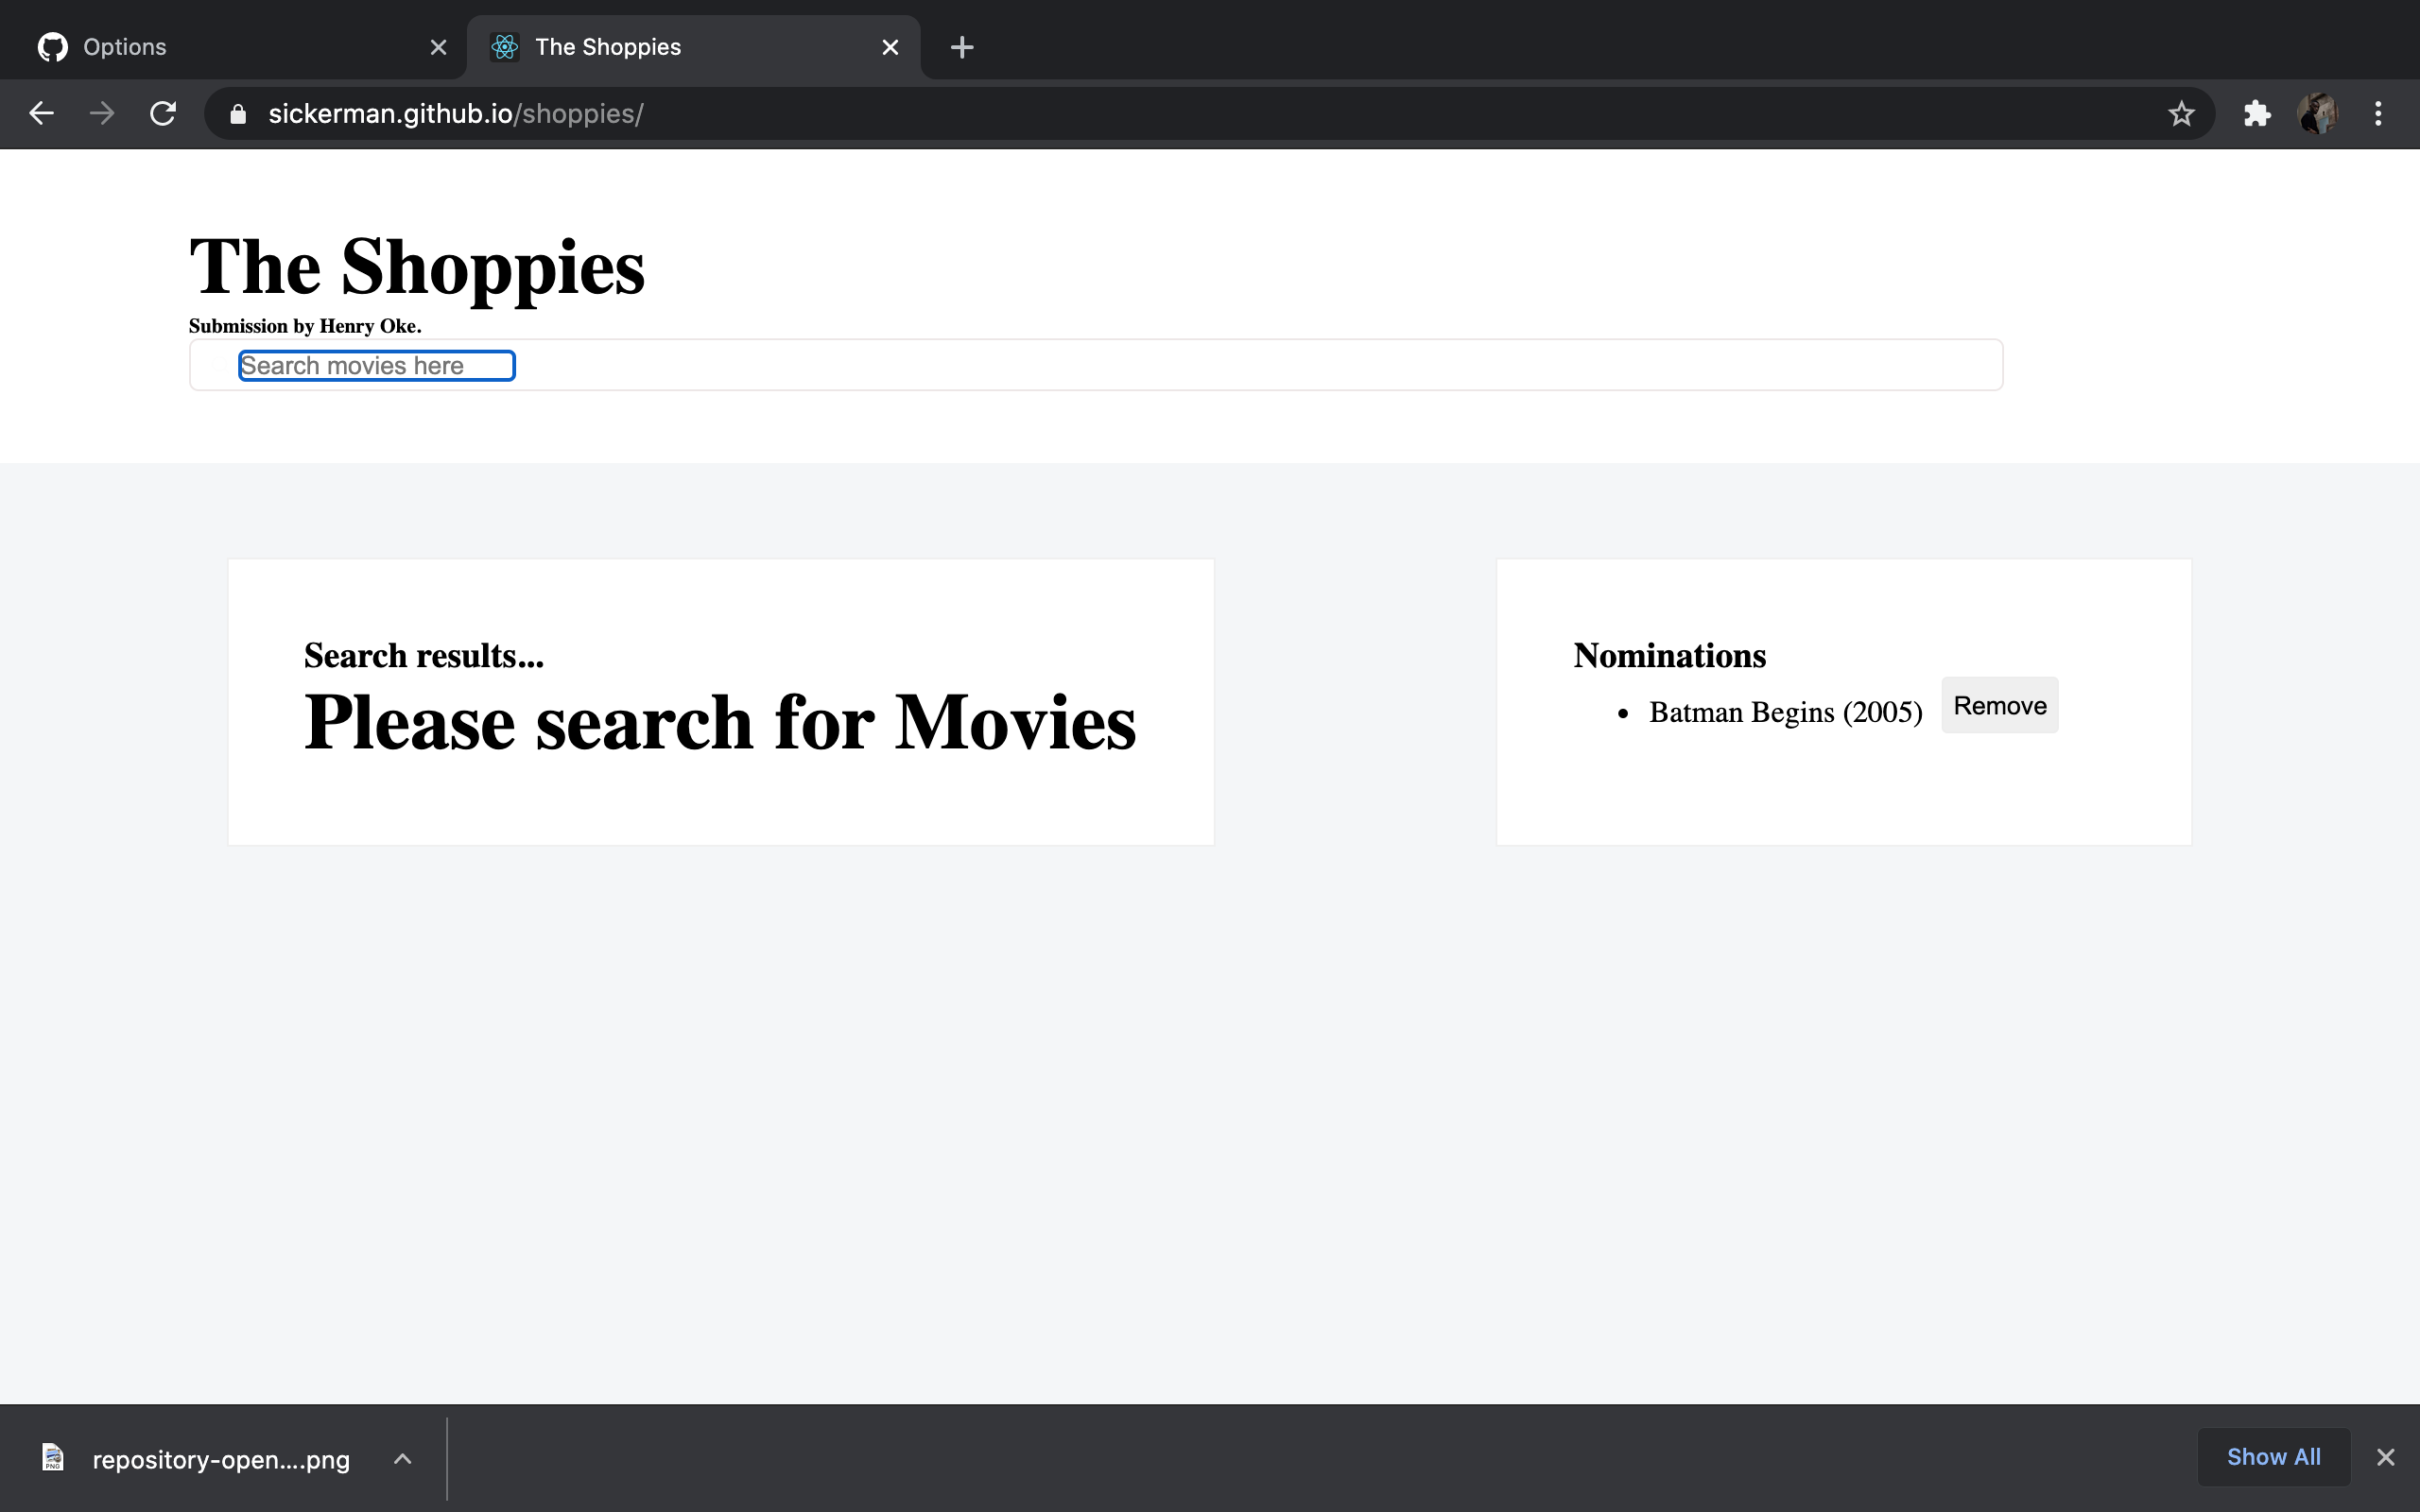 Options
The Shoppies
sickerman.github.io/shoppies/
The Shoppies
Submission by Henry Oke.
Search movies here
Search results...
Please search for Movies
Nominations
• Batman Begins (2005) Remove
PNG
repository-open....png
Show All